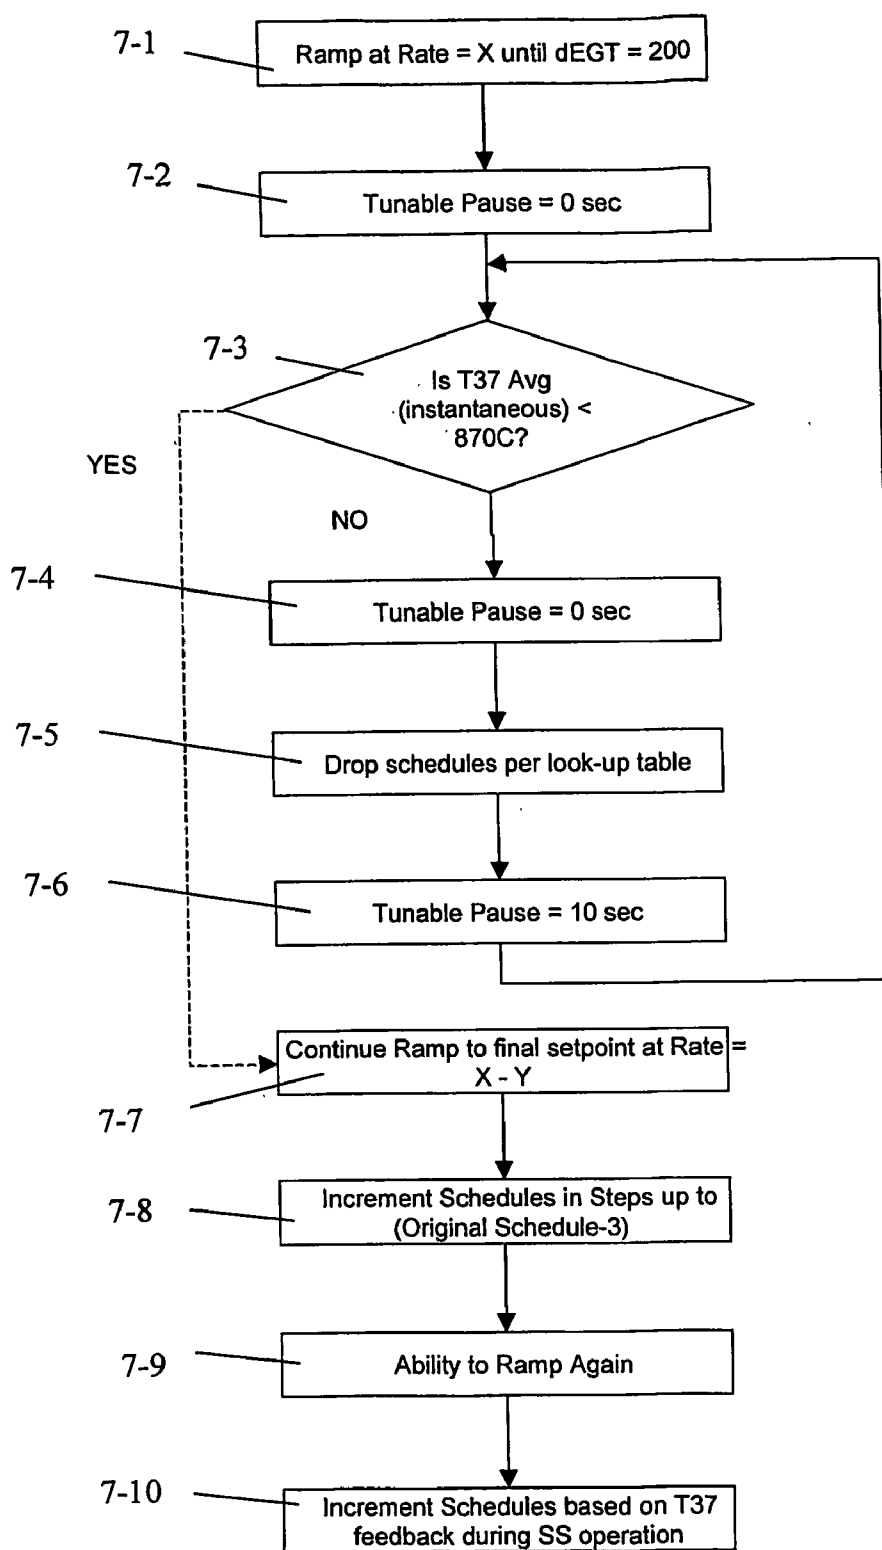 7-1
Ramp at Rate = X until dEGT = 200
7-2
Tunable Pause = 0 sec
7-3
Is T37 Avg
(instantaneous) <
870C?
YES
NO
7-4
Tunable Pause = 0 sec
7-5
Drop schedules per look-up table
7-6
Tunable Pause = 10 sec
Continue Ramp to final setpoint at Rate =
X - Y
7-7
7-8
Increment Schedules in Steps up to
(Original Schedule-3)
7-9
Ability to Ramp Again
7-10
Increment Schedules based on T37
feedback during SS operation